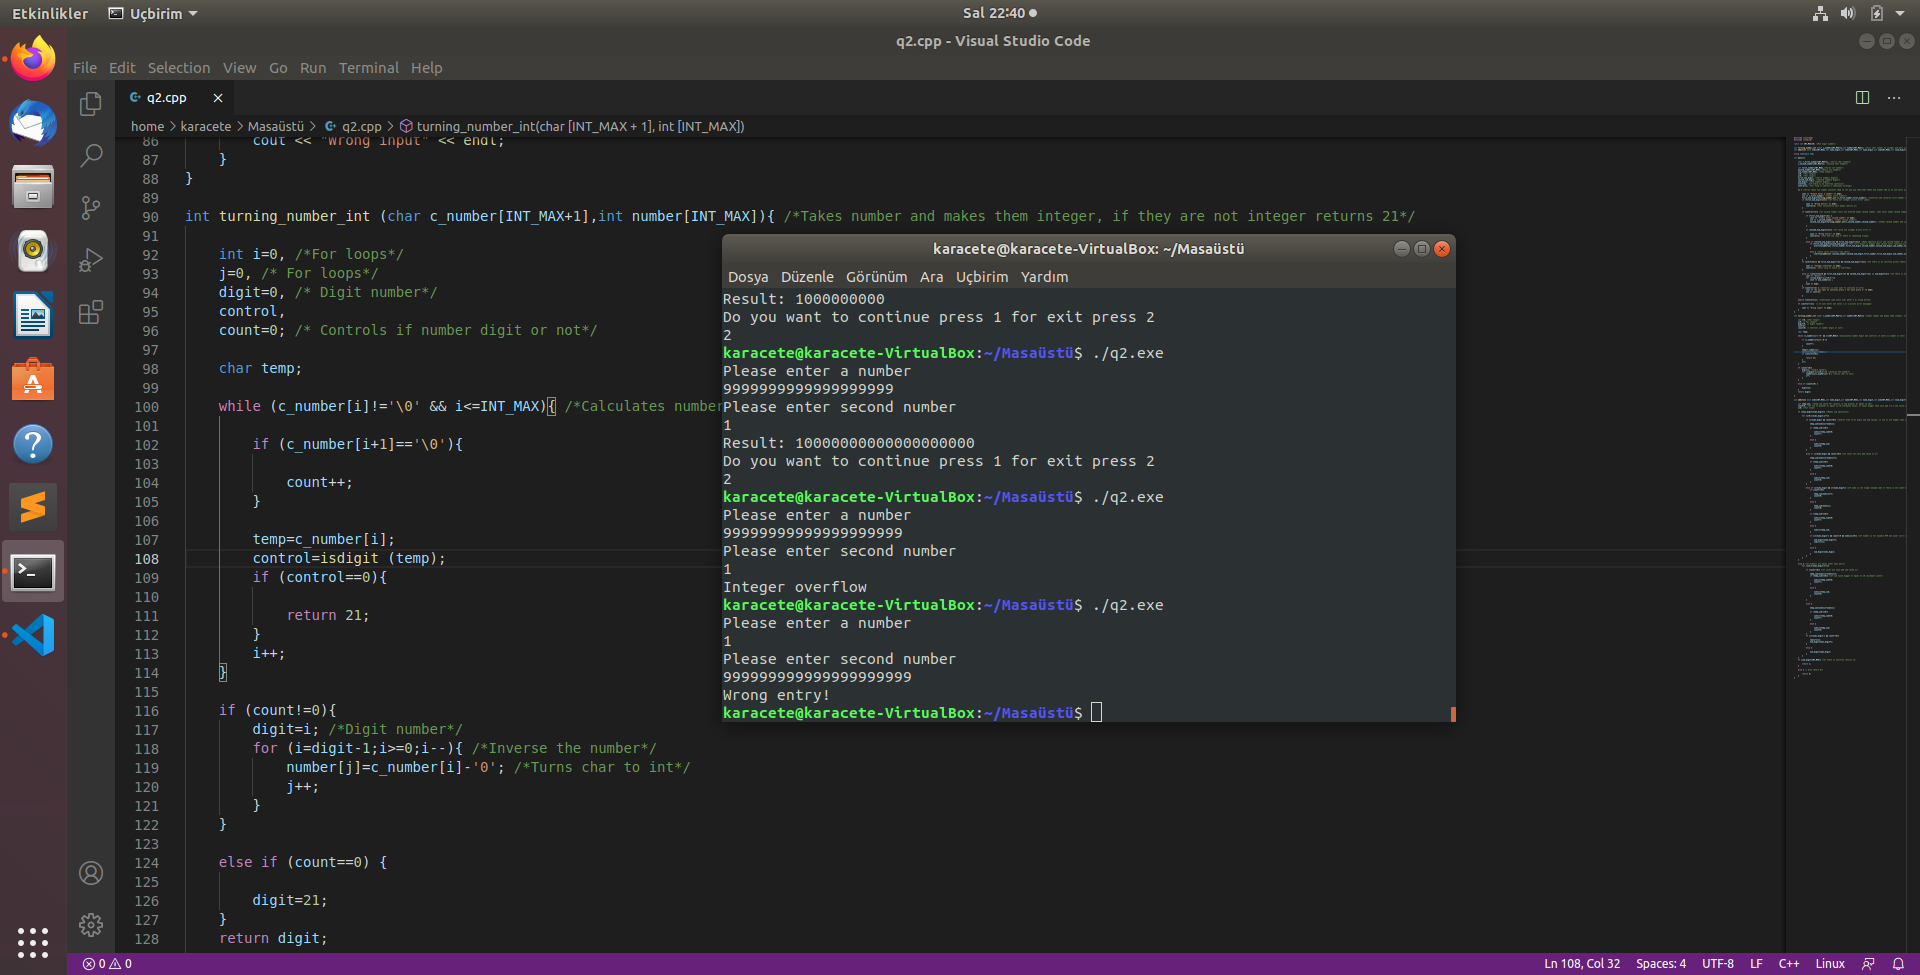 Etkinlikler
Uçbirim
Sal 22:40
q2.cpp - Visual Studio Code
File Edit Selection View Go Run Terminal Help
q2.cpp
home > karacete > Masaüstü > q2.cpp > turning_number_int(char [INT_MAX + 1], int [INT_MAX])
86 cout << "Wrong input" << endl;
87 }
88 }
89
90 int turning_number_int (char c_number[INT_MAX+1],int number[INT_MAX]){ /*Takes number and makes them integer, if they are not integer returns 21*/
91
92 int i=0, /*For loops*/
93 j=0, /* For loops*/
94 digit=0, /* Digit number*/
95 control,
96 count=0; /* Controls if number digit or not*/
97
98 char temp;
99
100 while (c_number[i]!='\0' && i<=INT_MAX){ /*Calculates number
101
102 if (c_number[i+1]=='\0'){
103
104 count++;
105 }
106
107 temp=c_number[i];
108 control=isdigit (temp);
109 if (control==0){
110
111 return 21;
112 }
113 i++;
114 }
115
116 if (count!=0){
117 digit=i; /*Digit number*/
118 for (i=digit-1;i>=0;i--){ /*Inverse the number*/
119 number[j]=c_number[i]-'0'; /*Turns char to int*/
120 j++;
121 }
122 }
123
124 else if (count==0) {
125
126 digit=21;
127 }
128 return digit;
karacete@karacete-VirtualBox: ~/Masaüstü
Dosya Düzenle Görünüm Ara Uçbirim Yardım
Result: 1000000000
Do you want to continue press 1 for exit press 2
2
karacete@karacete-VirtualBox:~/Masaüstü$ ./q2.exe
Please enter a number
9999999999999999999
Please enter second number
1
Result: 10000000000000000000
Do you want to continue press 1 for exit press 2
2
karacete@karacete-VirtualBox:~/Masaüstü$ ./q2.exe
Please enter a number
99999999999999999999
Please enter second number
1
Integer overflow
karacete@karacete-VirtualBox:~/Masaüstü$ ./q2.exe
Please enter a number
1
Please enter second number
999999999999999999999
Wrong entry!
karacete@karacete-VirtualBox:~/Masaüstü$
0 0
Ln 108, Col 32 Spaces: 4 UTF-8 LF C++ Linux